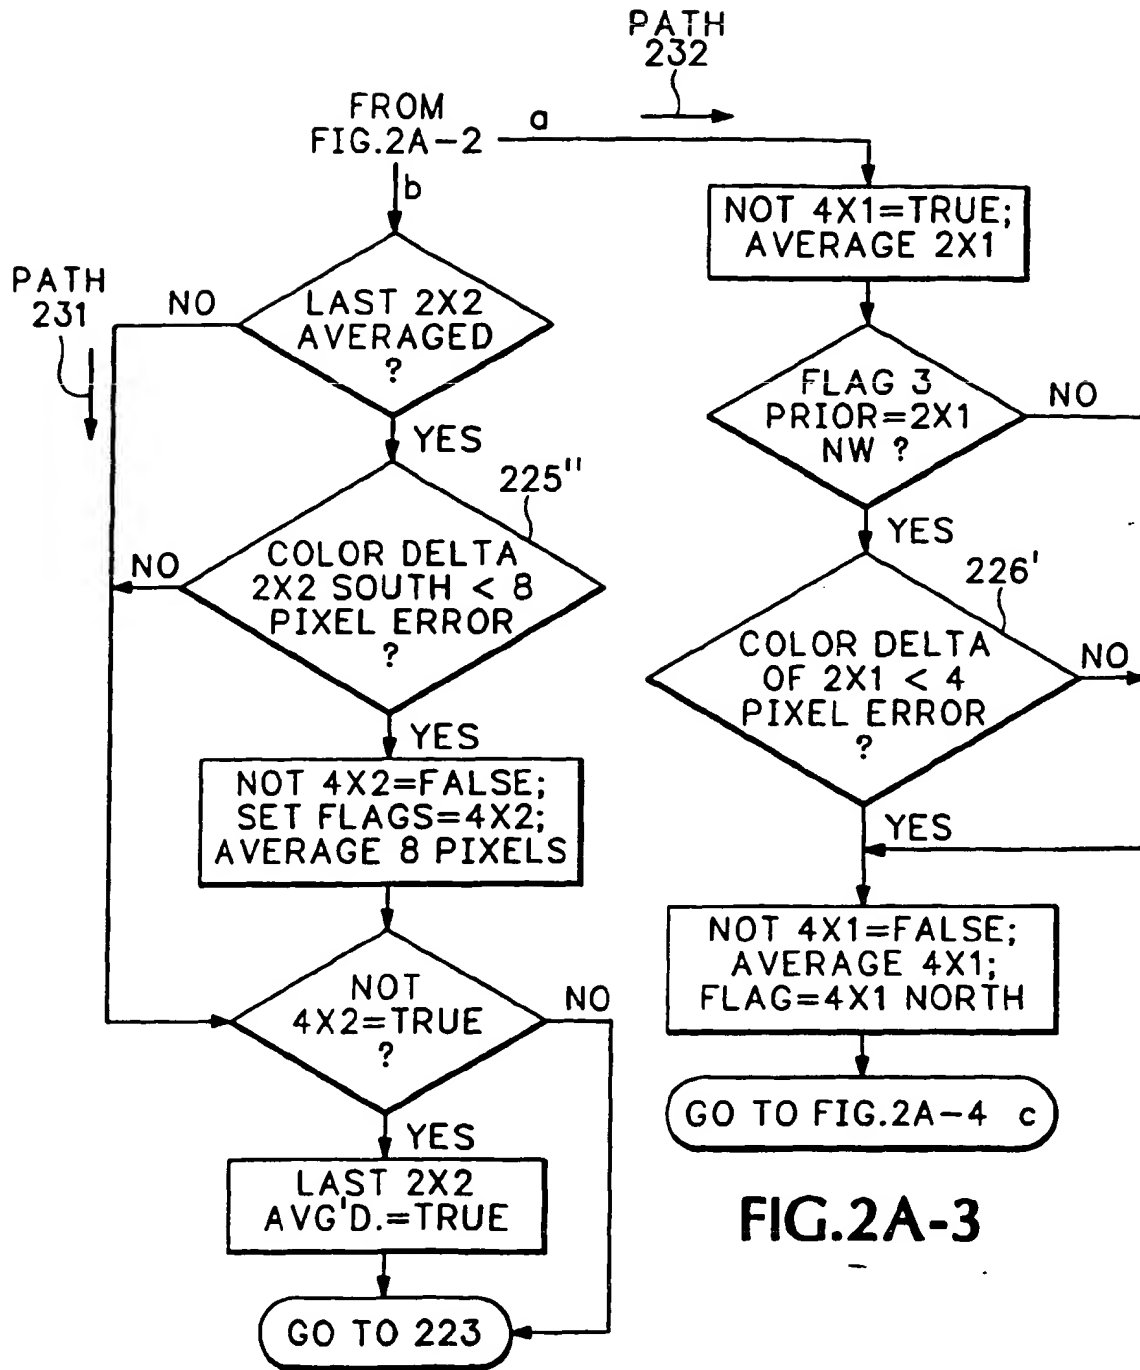 PATH
232
FROM
FIG.2A-2
a
b
NOT 4X1=TRUE;
AVERAGE 2X1
PATH
231
NO
LAST 2X2
AVERAGED
?
YES
FLAG 3
PRIOR=2X1
NW ?
NO
YES
225''
COLOR DELTA
2X2 SOUTH < 8
PIXEL ERROR
?
NO
YES
226'
COLOR DELTA
OF 2X1 < 4
PIXEL ERROR
?
NO
YES
NOT 4X2=FALSE;
SET FLAGS=4X2;
AVERAGE 8 PIXELS
NOT 4X1=FALSE;
AVERAGE 4X1;
FLAG=4X1 NORTH
NOT
4X2=TRUE
?
NO
YES
GO TO FIG.2A-4 c
LAST 2X2
AVG'D.=TRUE
GO TO 223
FIG.2A-3